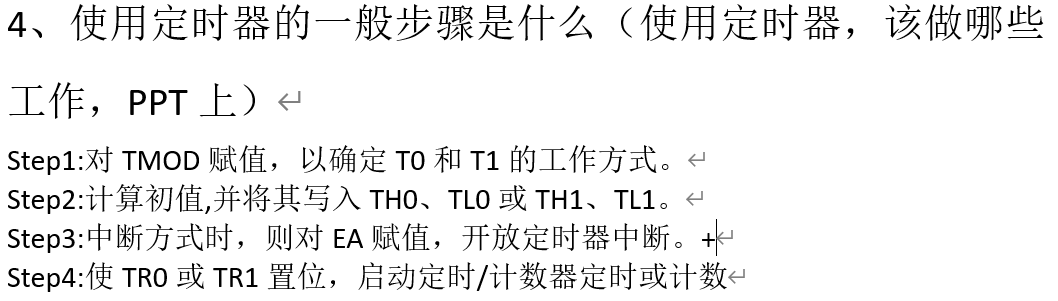 4、使用定时器的一般步骤是什么（使用定时器，该做哪些
工作，PPT 上）
Step1:对 TMOD 赋值，以确定 T0 和 T1 的工作方式。
Step2:计算初值,并将其写入 TH0、TL0 或 TH1、TL1。
Step3:中断方式时，则对 EA 赋值，开放定时器中断。+
Step4:使 TR0 或 TR1 置位，启动定时/计数器定时或计数